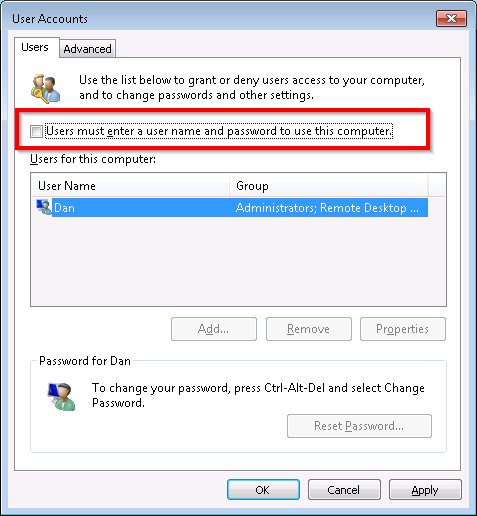 User Accounts
Users
Advanced
Use the list below to grant or deny users access to your computer,
and to change passwords and other settings.
Users must enter a user name and password to use this computer.
Users for this computer:
User Name
Group
Dan
Administrators; Remote Desktop ...
Add...
Remove
Properties
Password for Dan
To change your password, press Ctrl-Alt-Del and select Change
Password.
Reset Password...
OK
Cancel
Apply